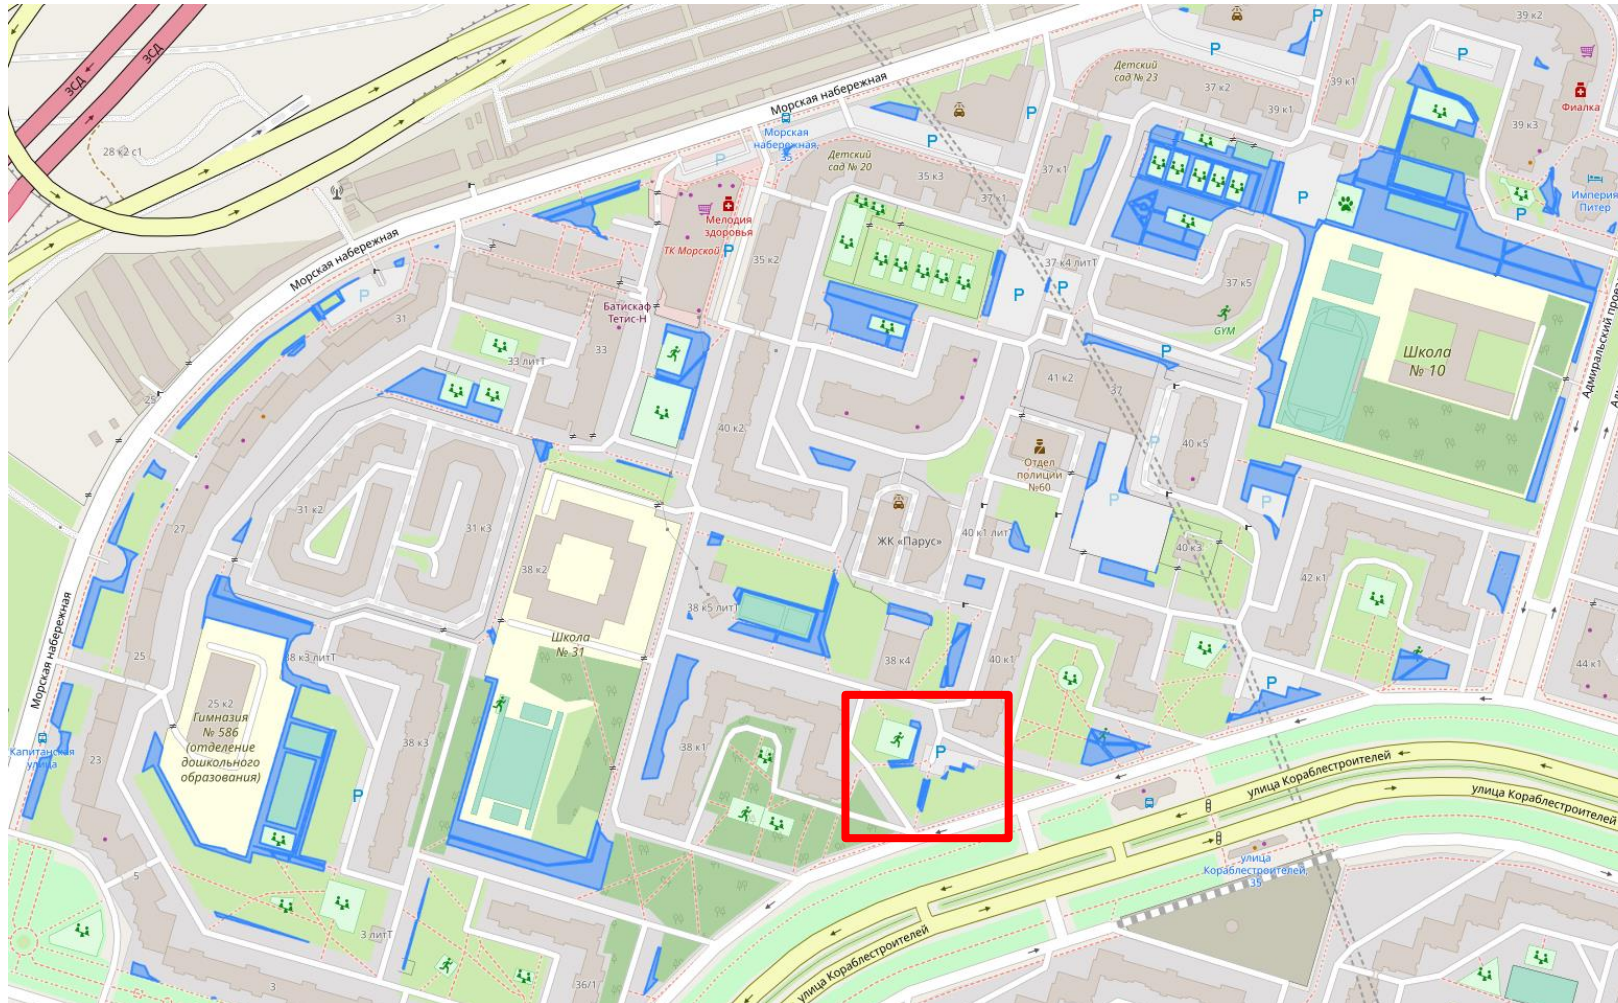 ЗСД
ЗСД
28 к2 с1
Морская набережная
Морская
набережная,
35
Детский
сад № 20
35 к3
37 к1
P
P
P
P
39 к2
Детский
сад № 23
37 к2
39 к1
39 к1
P
39 к3
Фиалка
Империя
Питер
P
P
37 к1
Мелодия
здоровья
ТК Морской
P
35 к2
Морская набережная
P
31
Батискаф
Тетис-Н
33 литТ
33
37 к4 литТ
P
P
37 к5
GYM
P
Школа
№ 10
Адмиральский проезд
29
41 к2
37
40 к2
Отдел
полиции
№60
P
40 к5
P
P
27
31 к2
31 к3
ЖК «Парус»
40 к1 литТ
40 к3
42 к1
38 к2
38 к5 литТ
Школа
№ 31
38 к4
40 к1
44 к1
Морская набережная
25
38 к3 литТ
25 к2
Гимназия
№ 586
(отделение
дошкольного
образования)
38 к3
38 к1
P
P
Капитанская
улица
23
P
улица Кораблестроителей
улица Кораблестроителей
улица
Кораблестроителей,
35
5
3 литТ
3
36/1
улица Кораблестроителей